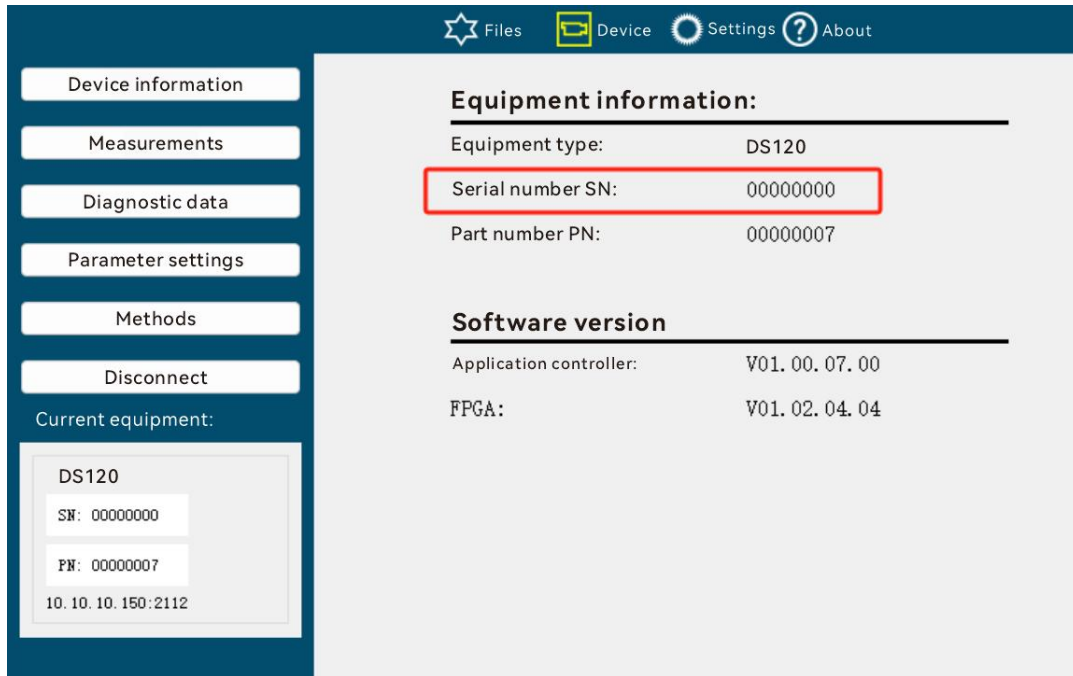 Files Device Settings ? About
Device information
Measurements
Diagnostic data
Parameter settings
Methods
Disconnect
Current equipment:
DS120
SN: 00000000
PN: 00000007
10.10.10.150:2112
Equipment information:
Equipment type: DS120
Serial number SN: 00000000
Part number PN: 00000007
Software version
Application controller: V01.00.07.00
FPGA: V01.02.04.04